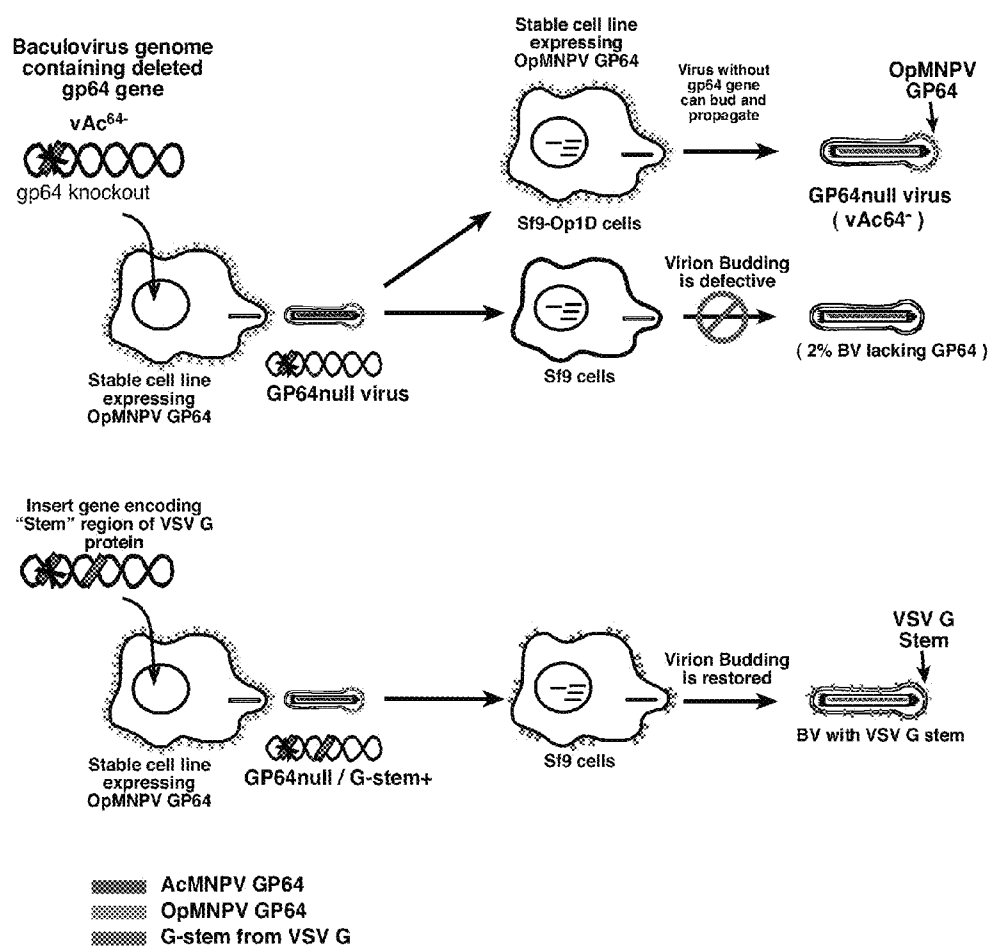 Baculovirus genome
containing deleted
gp64 gene
vAc64-
gp64 knockout
Stable cell line
expressing
OpMNPV GP64
GP64null virus
Stable cell line
expressing
OpMNPV GP64
Sf9-Op1D cells
Virus without
gp64 gene
can bud and
propagate
OpMNPV
GP64
GP64null virus
( vAc64- )
Sf9 cells
Virion Budding
is defective
( 2% BV lacking GP64 )
Insert gene encoding
"Stem" region of VSV G
protein
Stable cell line
expressing
OpMNPV GP64
GP64null / G-stem+
Sf9 cells
Virion Budding
is restored
VSV G
Stem
BV with VSV G stem
AcMNPV GP64
OpMNPV GP64
G-stem from VSV G